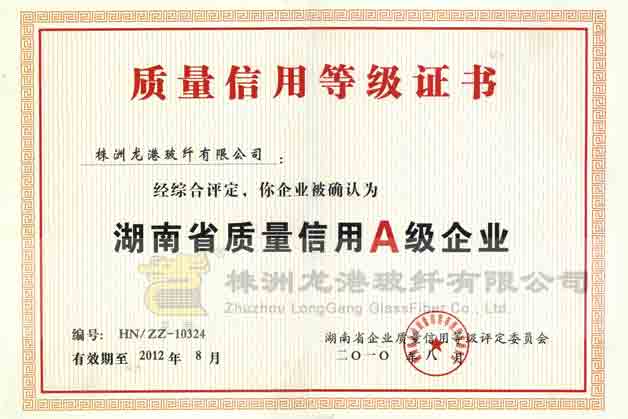 质量信用等级证书
株洲龙港玻纤有限公司：
经综合评定，你企业被确认为
湖南省质量信用A级企业
株洲龙港玻纤有限公司
Zhuzhou LongGang GlassFiber Co., Ltd.
编号: HN/ZZ-10324
有效期至 2012 年 8 月
湖南省企业质量信用等级评定委员会
二〇一〇年八月